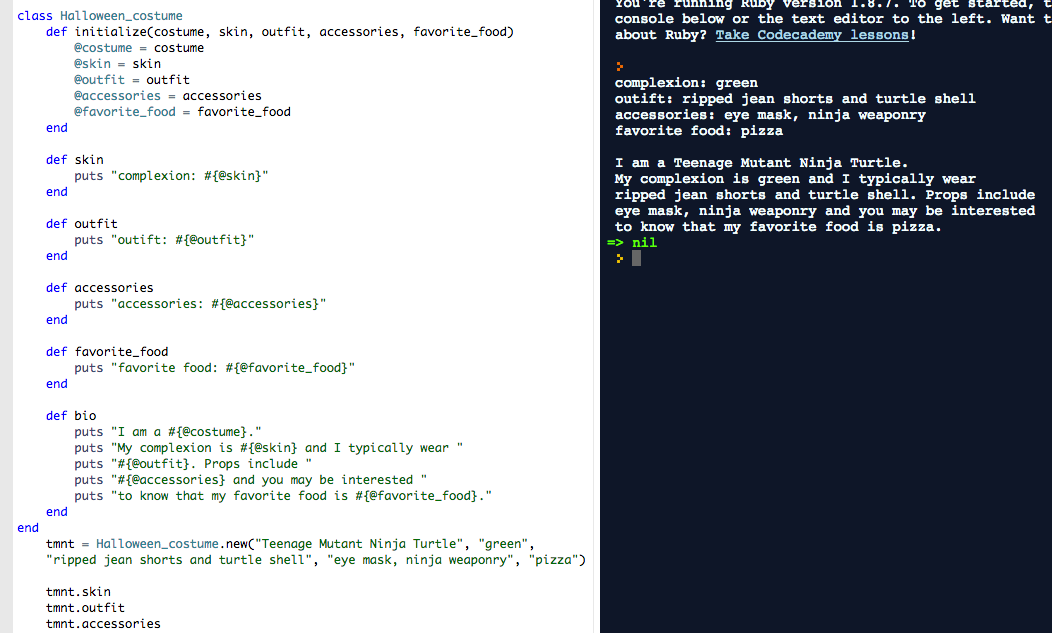 class Halloween_costume
def initialize(costume, skin, outfit, accessories, favorite_food)
@costume = costume
@skin = skin
@outfit = outfit
@accessories = accessories
@favorite_food = favorite_food
end
def skin
puts "complexion: #{@skin}"
end
def outfit
puts "outift: #{@outfit}"
end
def accessories
puts "accessories: #{@accessories}"
end
def favorite_food
puts "favorite food: #{@favorite_food}"
end
def bio
puts "I am a #{@costume}."
puts "My complexion is #{@skin} and I typically wear "
puts "#{@outfit}. Props include "
puts "#{@accessories} and you may be interested "
puts "to know that my favorite food is #{@favorite_food}."
end
end
tmnt = Halloween_costume.new("Teenage Mutant Ninja Turtle", "green",
"ripped jean shorts and turtle shell", "eye mask, ninja weaponry", "pizza")
tmnt.skin
tmnt.outfit
tmnt.accessories
You're running Ruby version 1.8.7. To get started,
console below or the text editor to the left. Want t
about Ruby? Take Codecademy lessons!
complexion: green
outift: ripped jean shorts and turtle shell
accessories: eye mask, ninja weaponry
favorite food: pizza
I am a Teenage Mutant Ninja Turtle.
My complexion is green and I typically wear
ripped jean shorts and turtle shell. Props include
eye mask, ninja weaponry and you may be interested
to know that my favorite food is pizza.
=> nil